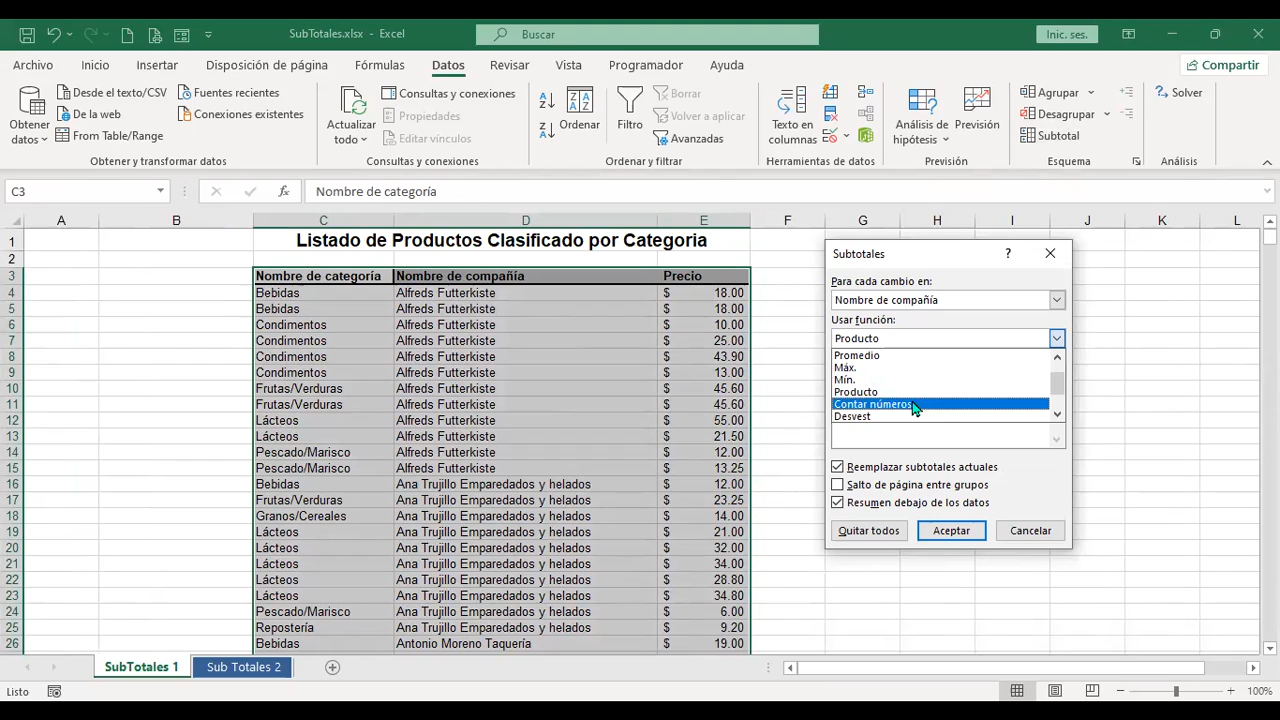 SubTotales.xlsx - Excel
Buscar
Inic. ses.
Archivo Inicio Insertar Disposición de página Fórmulas Datos Revisar Vista Programador Ayuda
Compartir
Obtener datos
Desde el texto/CSV
De la web
From Table/Range
Fuentes recientes
Conexiones existentes
Obtener y transformar datos
Actualizar todo
Consultas y conexiones
Propiedades
Editar vínculos
Consultas y conexiones
Ordenar
Filtro
Borrar
Volver a aplicar
Avanzadas
Ordenar y filtrar
Texto en columnas
Herramientas de datos
Análisis de hipótesis
Previsión
Previsión
Agrupar
Desagrupar
Subtotal
Esquema
Solver
Análisis
C3
fx
Nombre de categoría
A B C D E F G H I J K L
1 Listado de Productos Clasificado por Categoria
2
3 Nombre de categoría Nombre de compañía Precio
4 Bebidas Alfreds Futterkiste $ 18.00
5 Bebidas Alfreds Futterkiste $ 18.00
6 Condimentos Alfreds Futterkiste $ 10.00
7 Condimentos Alfreds Futterkiste $ 25.00
8 Condimentos Alfreds Futterkiste $ 43.90
9 Condimentos Alfreds Futterkiste $ 13.00
10 Frutas/Verduras Alfreds Futterkiste $ 45.60
11 Frutas/Verduras Alfreds Futterkiste $ 45.60
12 Lácteos Alfreds Futterkiste $ 55.00
13 Lácteos Alfreds Futterkiste $ 21.50
14 Pescado/Marisco Alfreds Futterkiste $ 12.00
15 Pescado/Marisco Alfreds Futterkiste $ 13.25
16 Bebidas Ana Trujillo Emparedados y helados $ 12.00
17 Frutas/Verduras Ana Trujillo Emparedados y helados $ 23.25
18 Granos/Cereales Ana Trujillo Emparedados y helados $ 14.00
19 Lácteos Ana Trujillo Emparedados y helados $ 21.00
20 Lácteos Ana Trujillo Emparedados y helados $ 32.00
21 Lácteos Ana Trujillo Emparedados y helados $ 34.00
22 Lácteos Ana Trujillo Emparedados y helados $ 28.80
23 Lácteos Ana Trujillo Emparedados y helados $ 34.80
24 Pescado/Marisco Ana Trujillo Emparedados y helados $ 6.00
25 Repostería Ana Trujillo Emparedados y helados $ 9.20
26 Bebidas Antonio Moreno Taquería $ 19.00
Subtotales ?
Para cada cambio en:
Nombre de compañía
Usar función:
Producto
Promedio
Máx.
Mín.
Producto
Contar números
Desvest
Reemplazar subtotales actuales
Salto de página entre grupos
Resumen debajo de los datos
Quitar todos Aceptar Cancelar
SubTotales 1 Sub Totales 2
Listo
100%